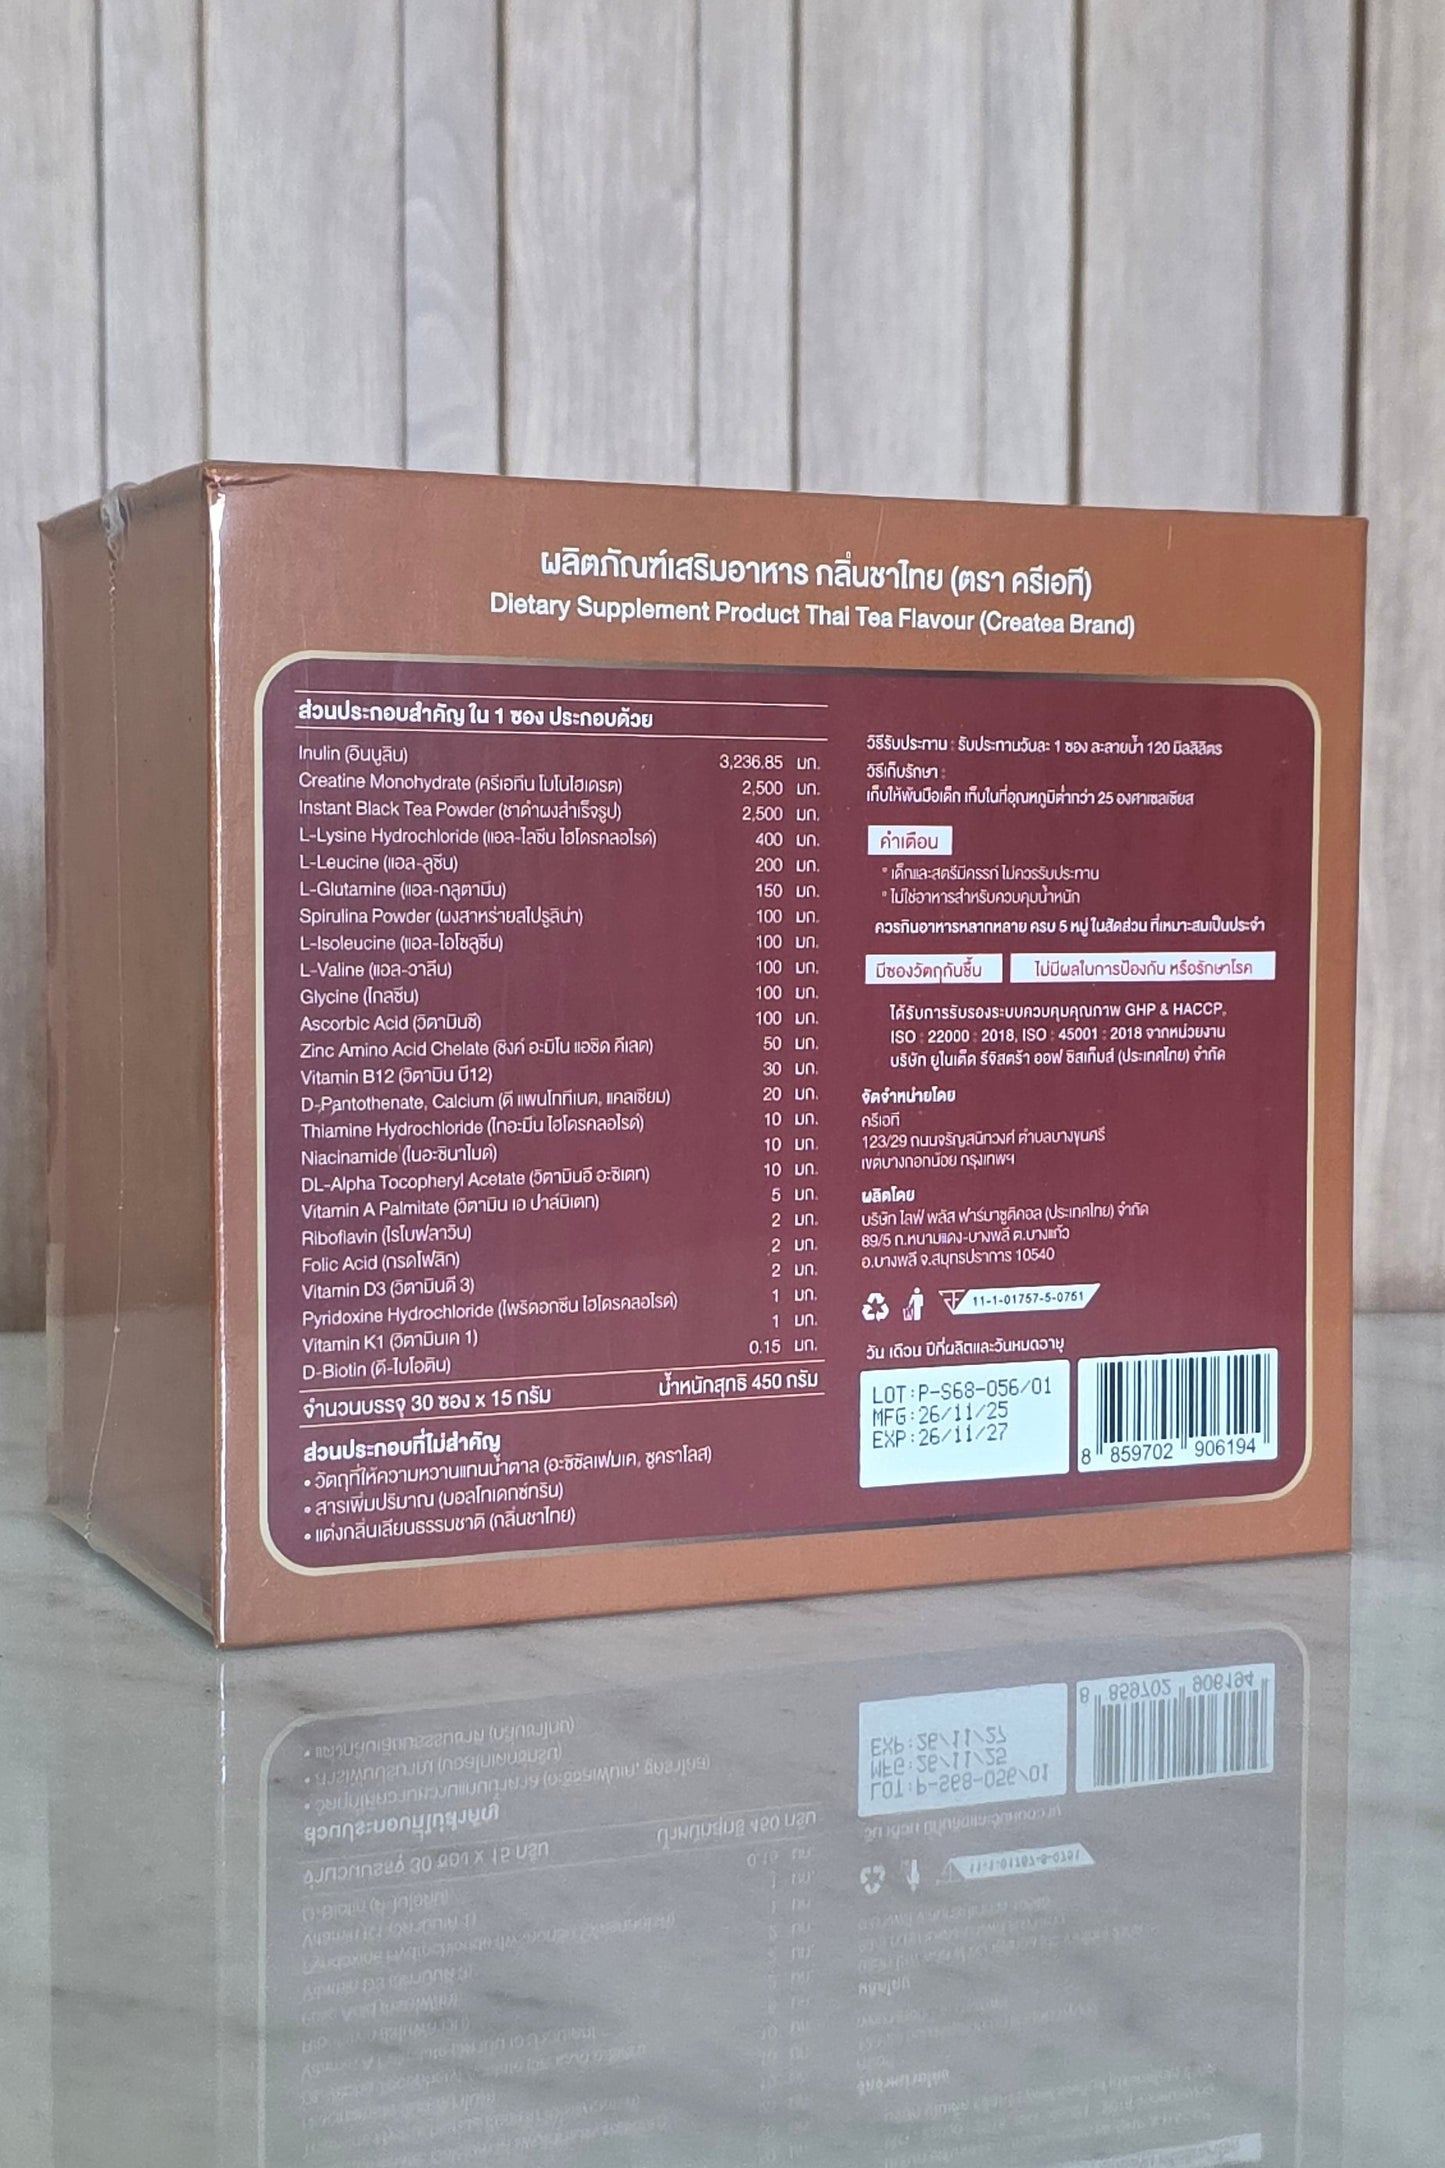 ผลิตภัณฑ์เสริมอาหาร กลิ่นชาไทย (ตรา ครีเอที)
Dietary Supplement Product Thai Tea Flavour (Createa Brand)
ส่วนประกอบสำคัญ ใน 1 ซอง ประกอบด้วย
Inulin (อินนูลิน) 3,236.85 มก.
Creatine Monohydrate (ครีเอทีน โมโนไฮเดรต) 2,500 มก.
Instant Black Tea Powder (ชาดำผงสำเร็จรูป) 2,500 มก.
L-Lysine Hydrochloride (แอล-ไลซีน ไฮโดรคลอไรด์) 400 มก.
L-Leucine (แอล-ลูซีน) 200 มก.
L-Glutamine (แอล-กลูตามีน) 150 มก.
Spirulina Powder (ผงสาหร่ายสไปรูลิน่า) 100 มก.
L-Isoleucine (แอล-ไอโซลูซีน) 100 มก.
L-Valine (แอล-วาลีน) 100 มก.
Glycine (ไกลซีน) 100 มก.
Ascorbic Acid (วิตามินซี) 100 มก.
Zinc Amino Acid Chelate (ซิงค์ อะมิโน แอซิด คีเลต) 50 มก.
Vitamin B12 (วิตามิน บี12) 30 มก.
D-Pantothenate, Calcium (ดี แพนโททีเนต, แคลเซียม) 20 มก.
Thiamine Hydrochloride (ไทอะมีน ไฮโดรคลอไรด์) 10 มก.
Niacinamide (ไนอะซินาไมด์) 10 มก.
DL-Alpha Tocopheryl Acetate (วิตามินอี อะซิเตท) 10 มก.
Vitamin A Palmitate (วิตามิน เอ ปาล์มิเตท) 5 มก.
Riboflavin (ไรโบฟลาวิน) 2 มก.
Folic Acid (กรดโฟลิก) 2 มก.
Vitamin D3 (วิตามินดี 3) 2 มก.
Pyridoxine Hydrochloride (ไพริดอกซีน ไฮโดรคลอไรด์) 1 มก.
Vitamin K1 (วิตามินเค 1) 1 มก.
D-Biotin (ดี-ไบโอติน) 0.15 มก.
จำนวนบรรจุ 30 ซอง x 15 กรัม น้ำหนักสุทธิ 450 กรัม
ส่วนประกอบที่ไม่สำคัญ
• วัตถุที่ให้ความหวานแทนน้ำตาล (อะซิซัลเฟมเค, ซูคราโลส)
• สารเพิ่มปริมาณ (มอลโทเดกซ์ทริน)
• แต่งกลิ่นเลียนธรรมชาติ (กลิ่นชาไทย)
วิธีรับประทาน : รับประทานวันละ 1 ซอง ละลายน้ำ 120 มิลลิลิตร
วิธีเก็บรักษา :
เก็บให้พ้นมือเด็ก เก็บในที่อุณหภูมิต่ำกว่า 25 องศาเซลเซียส
คำเตือน
* เด็กและสตรีมีครรภ์ ไม่ควรรับประทาน
* ไม่ใช่อาหารสำหรับควบคุมน้ำหนัก
ควรกินอาหารหลากหลาย ครบ 5 หมู่ ในสัดส่วน ที่เหมาะสมเป็นประจำ
มีซองวัตถุกันชื้น ไม่มีผลในการป้องกัน หรือรักษาโรค
ได้รับการรับรองระบบควบคุมคุณภาพ GHP & HACCP,
ISO : 22000 : 2018, ISO : 45001 : 2018 จากหน่วยงาน
บริษัท ยูไนเต็ด รีจิสตร้า ออฟ ซิสเท็มส์ (ประเทศไทย) จำกัด
จัดจำหน่ายโดย
ครีเอที
123/29 ถนนจรัญสนิทวงศ์ ตำบลบางขุนศรี
เขตบางกอกน้อย กรุงเทพฯ
ผลิตโดย
บริษัท ไลฟ์ พลัส ฟาร์มาซูติคอล (ประเทศไทย) จำกัด
89/5 ถ.หนามแดง-บางพลี ต.บางแก้ว
อ.บางพลี จ.สมุทรปราการ 10540
11-1-01757-5-0751
วัน เดือน ปีที่ผลิตและวันหมดอายุ
LOT:P-S68-056/01
MFG:26/11/25
EXP:26/11/27
8 859702 906194